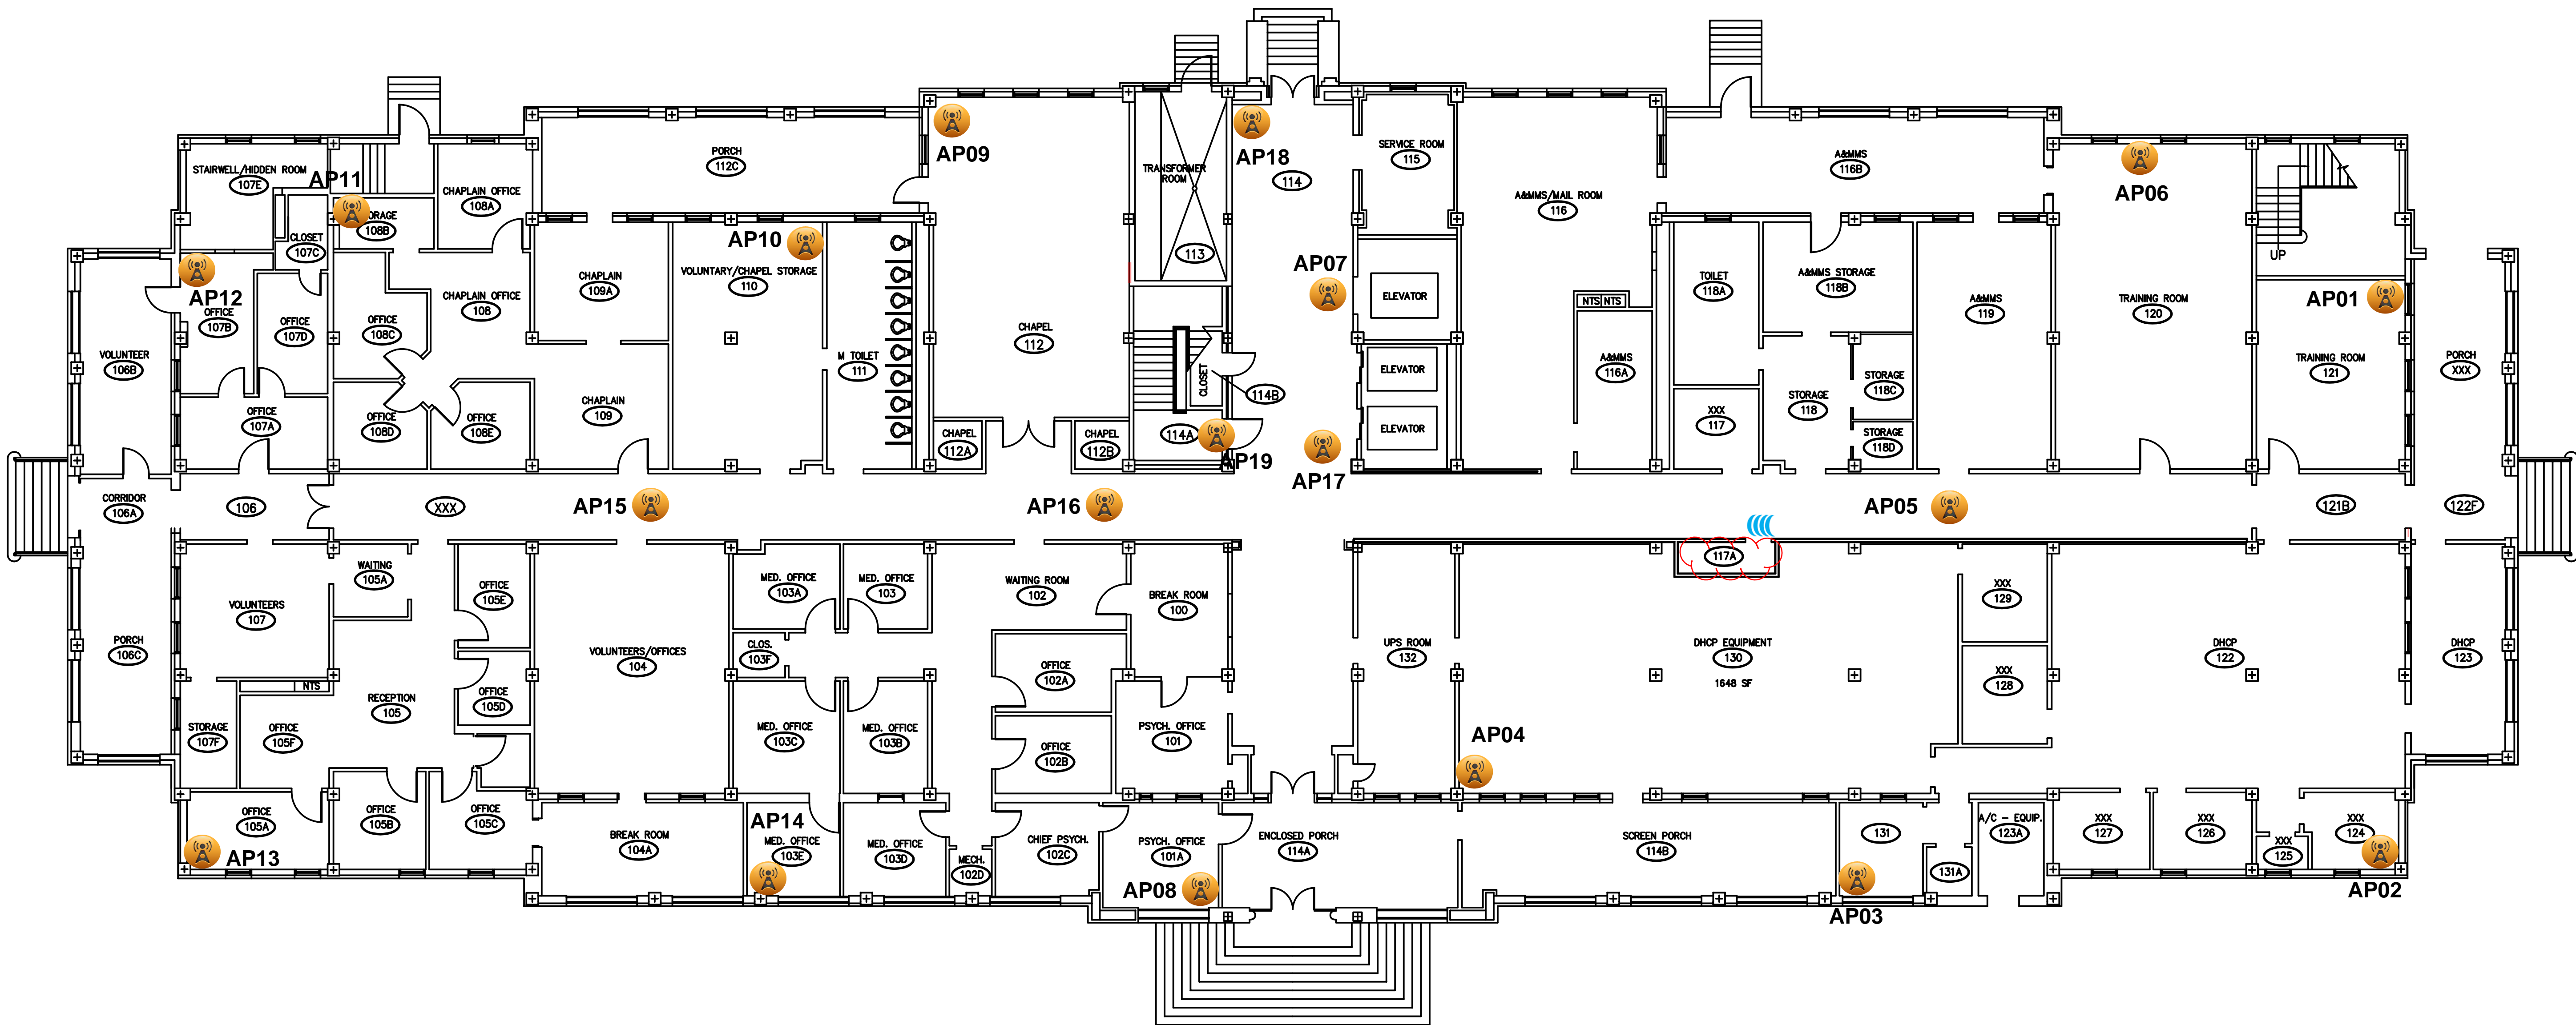 STAIRWELL/HIDDEN ROOM
107E
AP11
CLOSET
107C
STORAGE
108B
CHAPLAIN OFFICE
108A
PORCH
112C
AP09
TRANSFORMER
ROOM
113
AP18
114
SERVICE ROOM
115
A&MMS/MAIL ROOM
116
A&MMS
116B
AP06
UP
AP12
OFFICE
107B
OFFICE
107D
OFFICE
108C
CHAPLAIN OFFICE
108
CHAPLAIN
109A
AP10
VOLUNTARY/CHAPEL STORAGE
110
M TOILET
111
CHAPEL
112
AP07
ELEVATOR
ELEVATOR
ELEVATOR
NTS
NTS
A&MMS
116A
TOILET
118A
A&MMS STORAGE
118B
A&MMS
119
TRAINING ROOM
120
AP01
TRAINING ROOM
121
PORCH
XXX
VOLUNTEER
106B
OFFICE
107A
OFFICE
108D
OFFICE
108E
CHAPLAIN
109
CHAPEL
112A
CHAPEL
112B
CLOSET
114B
114A
AP19
AP17
XXX
117
STORAGE
118
STORAGE
118C
STORAGE
118D
CORRIDOR
106A
106
XXX
AP15
AP16
AP05
121B
122F
WAITING
105A
OFFICE
105E
MED. OFFICE
103A
MED. OFFICE
103
WAITING ROOM
102
BREAK ROOM
100
117A
XXX
129
VOLUNTEERS
107
PORCH
106C
VOLUNTEERS/OFFICES
104
CLOS.
103F
OFFICE
102A
UPS ROOM
132
DHCP EQUIPMENT
130
1648 SF
XXX
128
DHCP
122
DHCP
123
NTS
RECEPTION
105
OFFICE
105D
STORAGE
107F
OFFICE
105F
MED. OFFICE
103C
MED. OFFICE
103B
OFFICE
102B
PSYCH. OFFICE
101
AP04
OFFICE
105A
AP13
OFFICE
105B
OFFICE
105C
BREAK ROOM
104A
AP14
MED. OFFICE
103E
MED. OFFICE
103D
MECH.
102D
CHIEF PSYCH.
102C
PSYCH. OFFICE
101A
AP08
ENCLOSED PORCH
114A
SCREEN PORCH
114B
131
131A
AP03
A/C - EQUIP.
123A
XXX
127
XXX
126
XXX
125
XXX
124
AP02